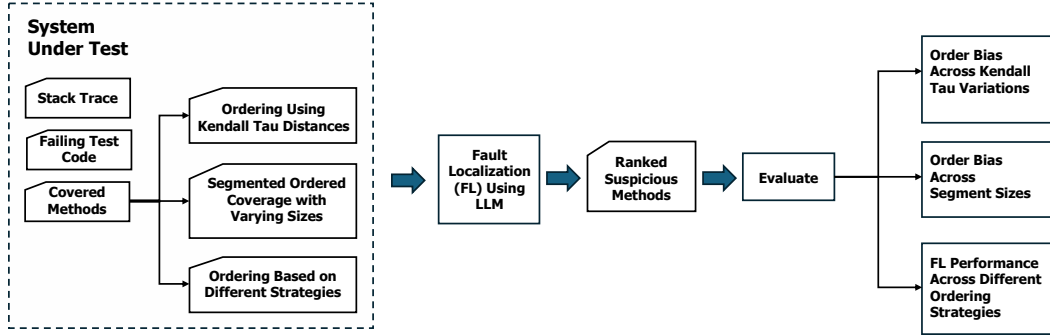 System
Under Test
Stack Trace
Failing Test
Code
Covered
Methods
Ordering Using
Kendall Tau Distances
Segmented Ordered
Coverage with
Varying Sizes
Ordering Based on
Different Strategies
Fault
Localization
(FL) Using
LLM
Ranked
Suspicious
Methods
Evaluate
Order Bias
Across Kendall
Tau Variations
Order Bias
Across
Segment Sizes
FL Performance
Across Different
Ordering
Strategies